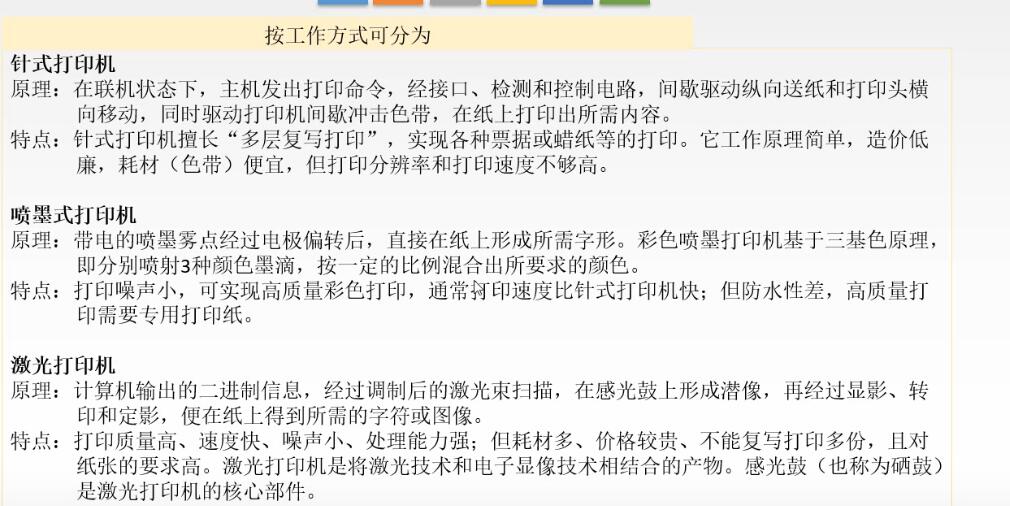 按工作方式可分为
针式打印机
原理：在联机状态下，主机发出打印命令，经接口、检测和控制电路，间歇驱动纵向送纸和打印头横
向移动，同时驱动打印机间歇冲击色带，在纸上打印出所需内容。
特点：针式打印机擅长“多层复写打印”，实现各种票据或蜡纸等的打印。它工作原理简单，造价低
廉，耗材（色带）便宜，但打印分辨率和打印速度不够高。
喷墨式打印机
原理：带电的喷墨雾点经过电极偏转后，直接在纸上形成所需字形。彩色喷墨打印机基于三基色原理，
即分别喷射3种颜色墨滴，按一定的比例混合出所要求的颜色。
特点：打印噪声小，可实现高质量彩色打印，通常打印速度比针式打印机快；但防水性差，高质量打
印需要专用打印纸。
激光打印机
原理：计算机输出的二进制信息，经过调制后的激光束扫描，在感光鼓上形成潜像，再经过显影、转
印和定影，便在纸上得到所需的字符或图像。
特点：打印质量高、速度快、噪声小、处理能力强；但耗材多、价格较贵、不能复写打印多份，且对
纸张的要求高。激光打印机是将激光技术和电子显像技术相结合的产物。感光鼓（也称为硒鼓）
是激光打印机的核心部件。